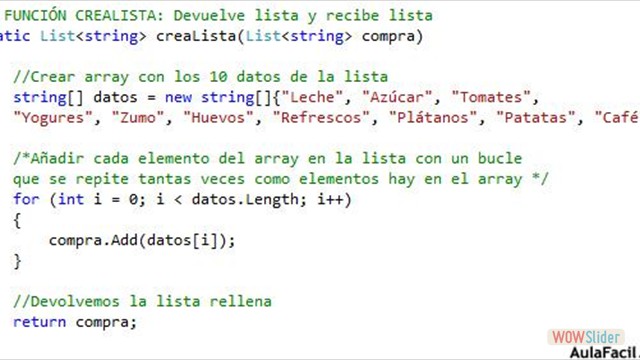 FUNCIÓN CREALISTA: Devuelve lista y recibe lista
atic List<string> creaLista(List<string> compra)
//Crear array con los 10 datos de la lista
string[] datos = new string[]{"Leche", "Azúcar", "Tomates",
"Yogures", "Zumo", "Huevos", "Refrescos", "Plátanos", "Patatas", "Café
/*Añadir cada elemento del array en la lista con un bucle
que se repite tantas veces como elementos hay en el array */
for (int i = 0; i < datos.Length; i++)
{
compra.Add(datos[i]);
}
//Devolvemos la lista rellena
return compra;
WOWSlider
AulaFacil